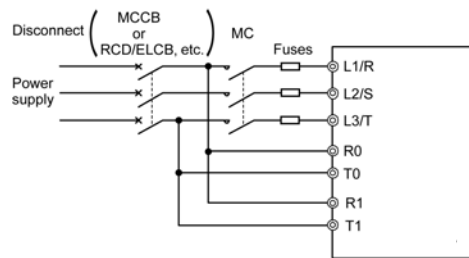 Disconnect
MCCB
or
RCD/ELCB, etc.
MC
Fuses
Power
supply
L1/R
L2/S
L3/T
R0
T0
R1
T1